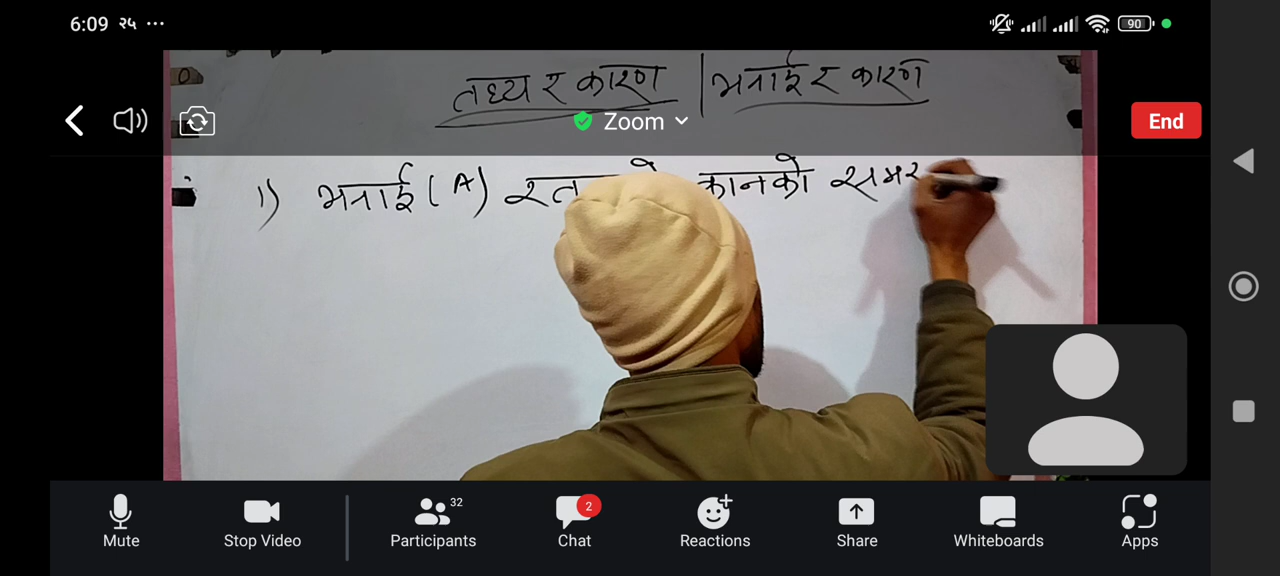 6:09 २५ ...
90
तथ्य र कारण | भनाई र कारण
Zoom
End
1) भनाई (A) कानको
Mute
Stop Video
32
Participants
2
Chat
Reactions
Share
Whiteboards
Apps